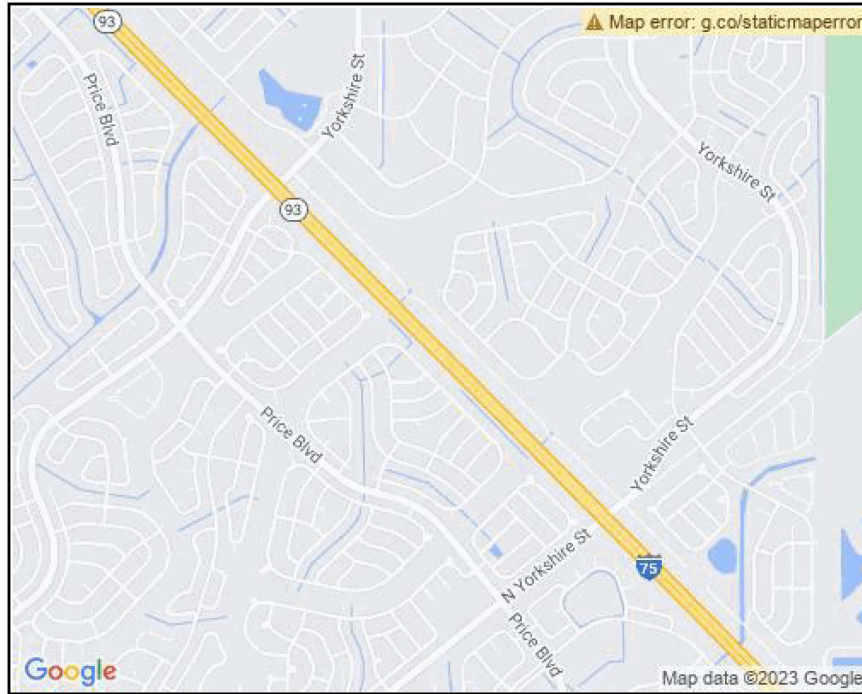 93
Map error: g.co/staticmaperror
Price Blvd
Yorkshire St
Yorkshire St
93
Price Blvd
Yorkshire St
N Yorkshire St
75
Price Blvd
Google
Map data ©2023 Google